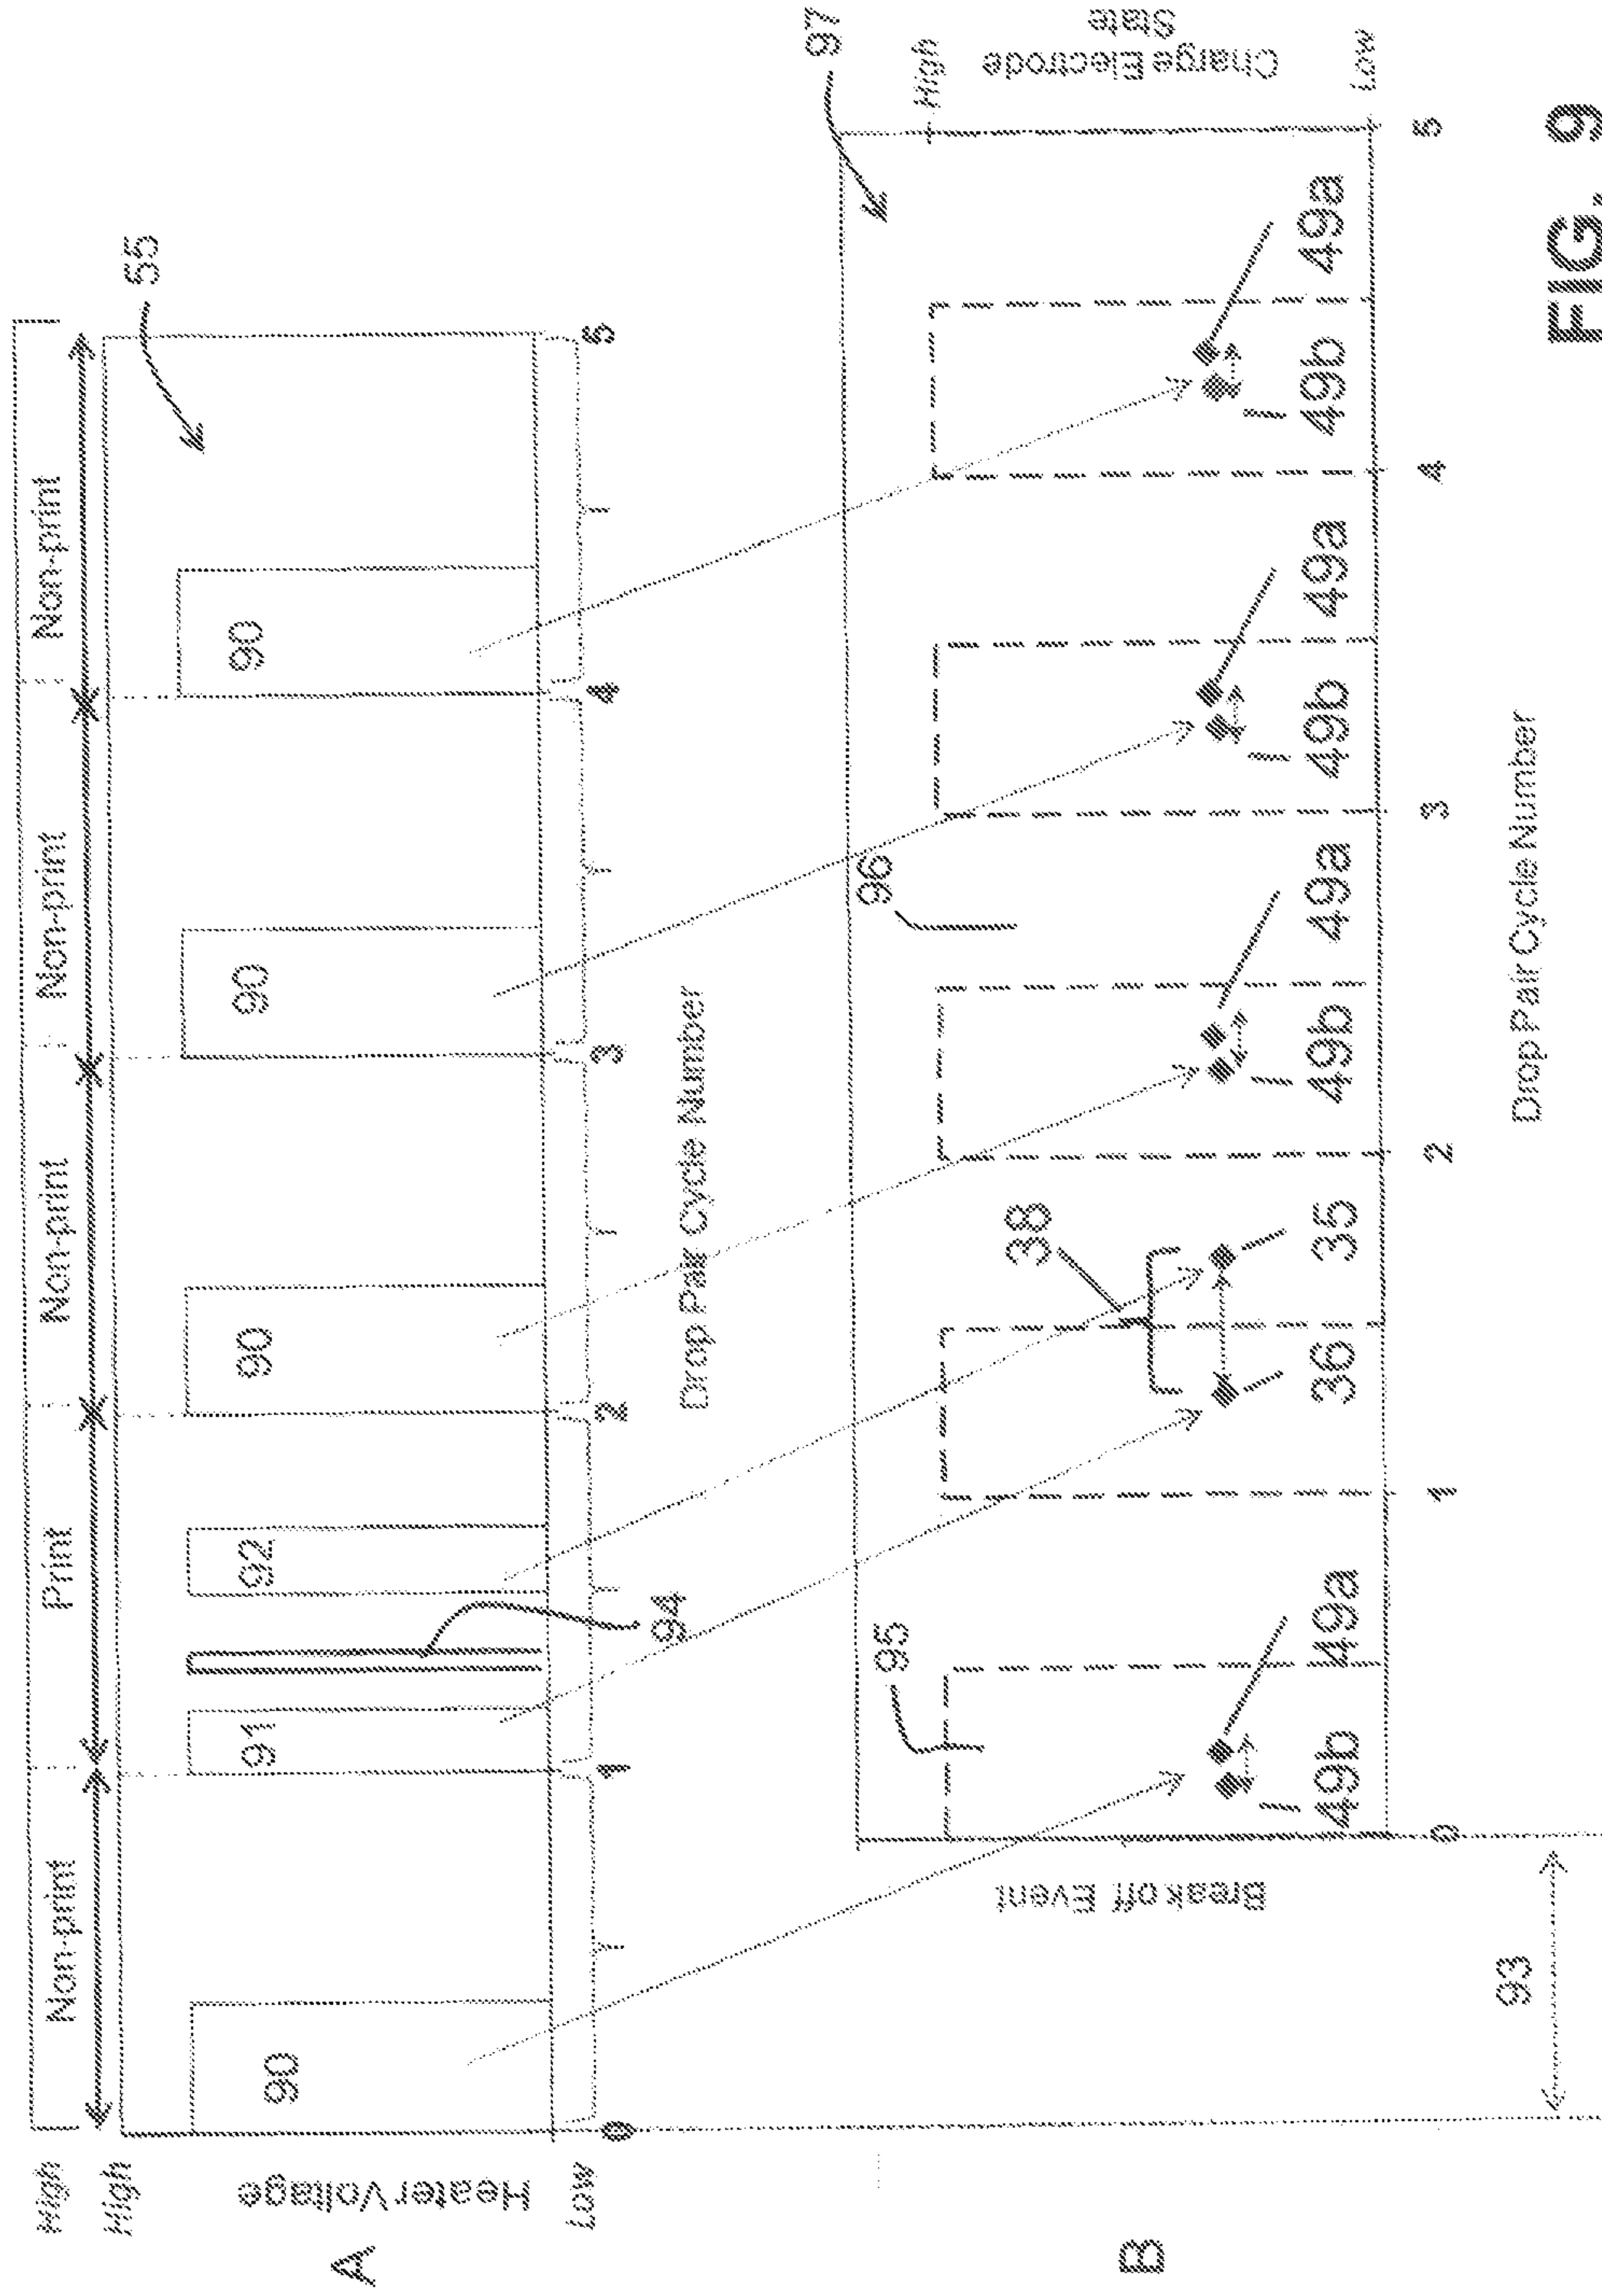 High
Non-print
Print
Non-print
Non-print
Non-print
High
55
A
Heater Voltage
90
91
92
90
90
90
94
Low
0
1
2
3
4
5
Drop Pair Cycle Number
97
B
Break off Event
95
38
96
High
Charge Electrode
State
Low
49b
49a
36
35
49b
49a
49b
49a
49b
49a
0
1
2
3
4
5
93
Drop Pair Cycle Number
FIG. 9